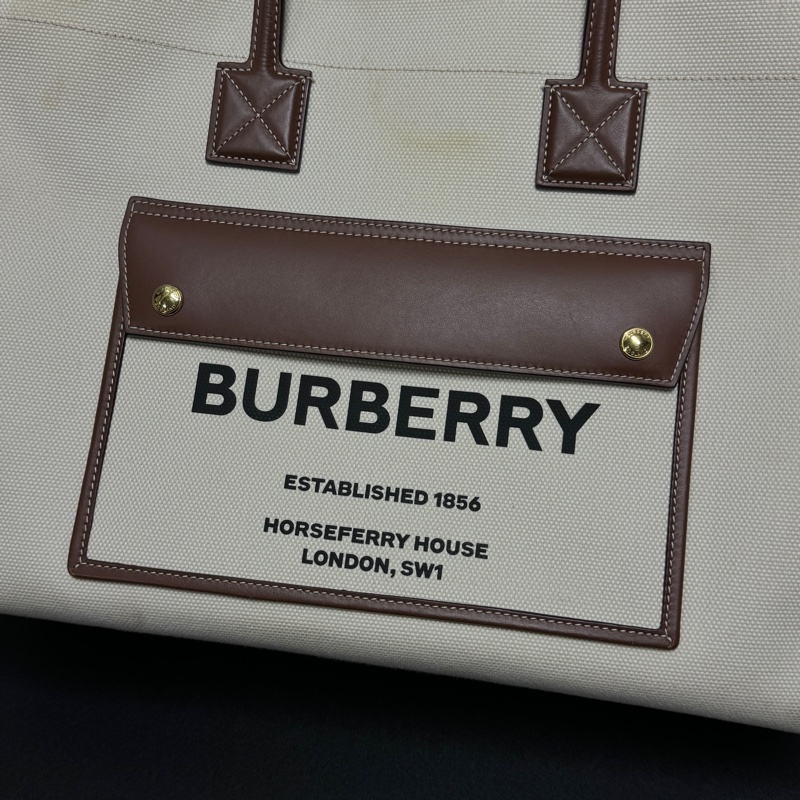 BURBERRY
ESTABLISHED 1856
HORSEFERRY HOUSE
LONDON, SW1